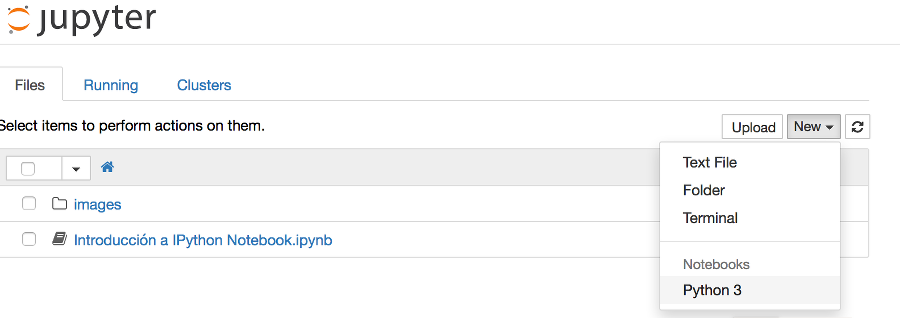 jupyter
Files Running Clusters
Select items to perform actions on them. Upload New
Text File
Folder
Terminal
Notebooks
Python 3
images
Introducción a IPython Notebook.ipynb